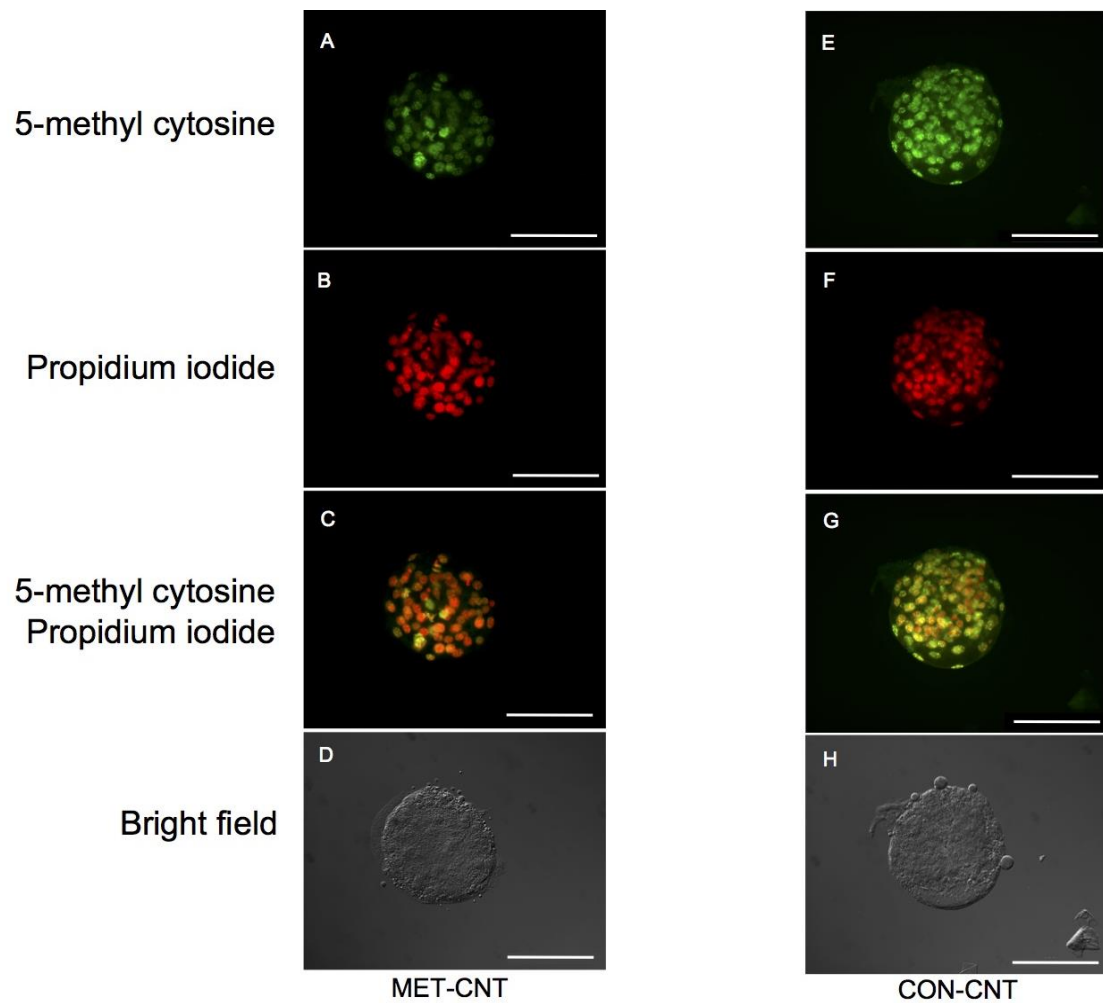 A
E
5-methyl cytosine
B
F
Propidium iodide
C
G
5-methyl cytosine
Propidium iodide
D
H
Bright field
MET-CNT
CON-CNT